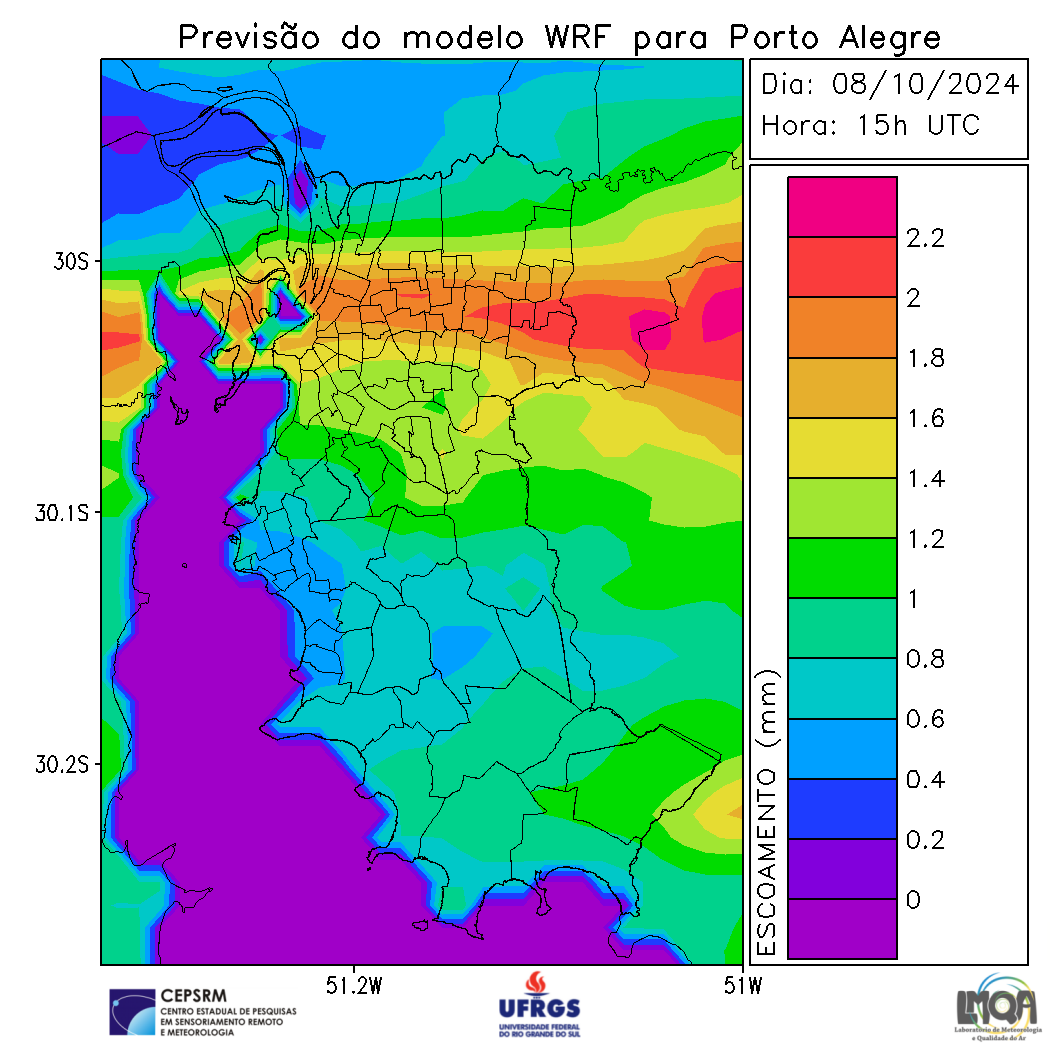 Previsão do modelo WRF para Porto Alegre
Dia: 08/10/2024
Hora: 15h UTC
30S
30.1S
30.2S
51.2W
51W
ESCOAMENTO (mm)
2.2
2
1.8
1.6
1.4
1.2
1
0.8
0.6
0.4
0.2
0
CEPSRM
CENTRO ESTADUAL DE PESQUISAS
EM SENSORIAMENTO REMOTO
E METEOROLOGIA
UFRGS
UNIVERSIDADE FEDERAL
DO RIO GRANDE DO SUL
LMQA
Laboratório de Meteorologia
e Qualidade do Ar